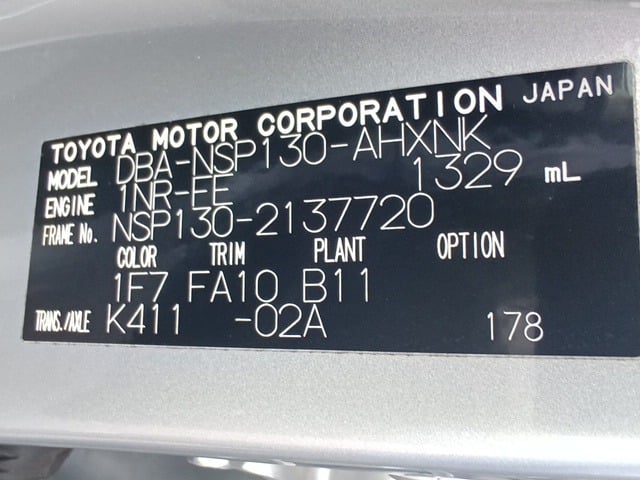 TOYOTA MOTOR CORPORATION JAPAN
MODEL DBA-NSP130-AHXNK
ENGINE 1NR-FE 1329 mL
FRAME No. NSP130-2137720
COLOR TRIM PLANT OPTION
1F7 FA10 B11
TRANS./AXLE K411 -02A 178